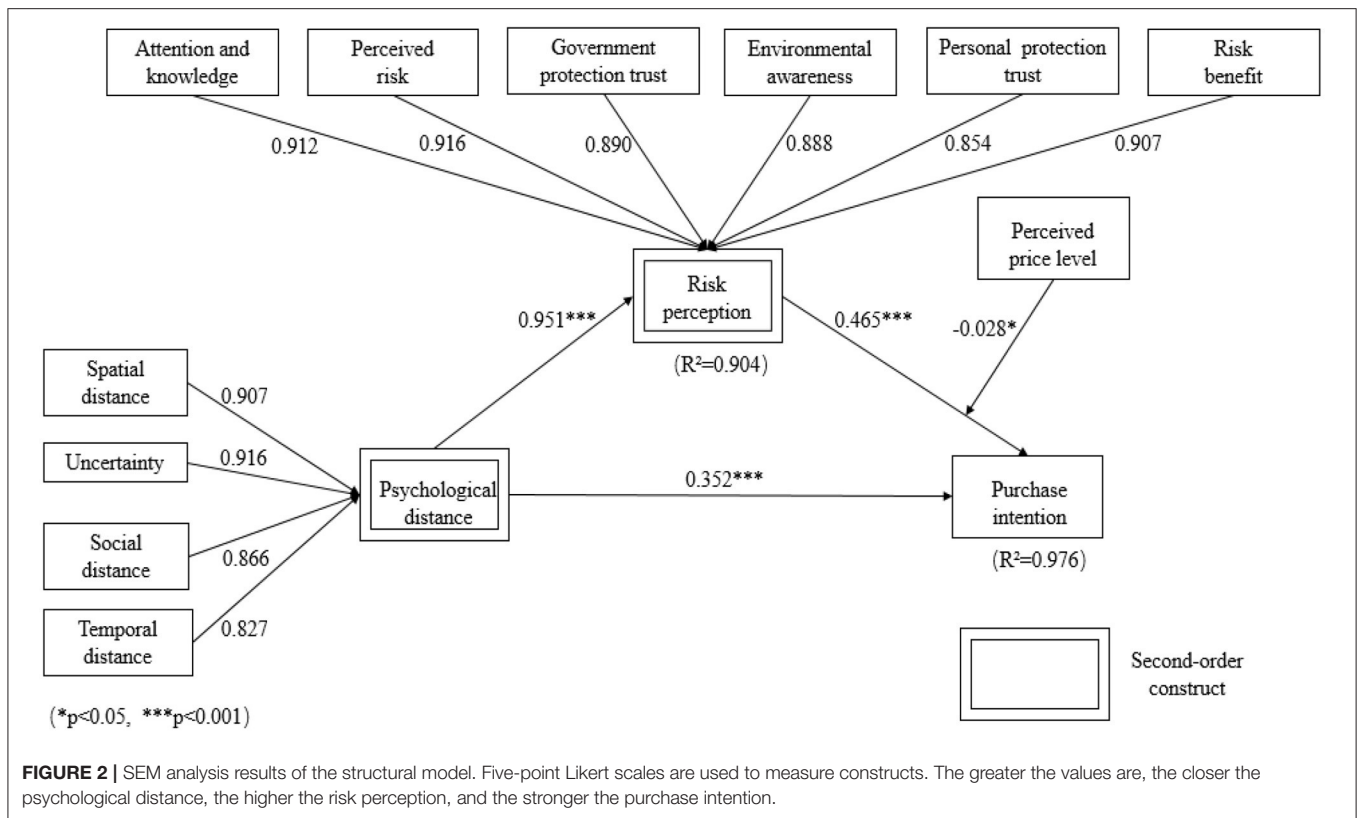 Attention and
knowledge
Perceived
risk
Government
protection trust
Environmental
awareness
Personal protection
trust
Risk
benefit
0.912
0.916
0.890
0.888
0.854
0.907
Perceived
price level
Risk
perception
(R²=0.904)
0.951***
0.465***
-0.028*
Spatial
distance
0.907
Uncertainty
0.916
Social
distance
0.866
Temporal
distance
0.827
Psychological
distance
0.352***
Purchase
intention
(R²=0.976)
Second-order
construct
(*p<0.05, ***p<0.001)
FIGURE 2 | SEM analysis results of the structural model. Five-point Likert scales are used to measure constructs. The greater the values are, the closer the
psychological distance, the higher the risk perception, and the stronger the purchase intention.